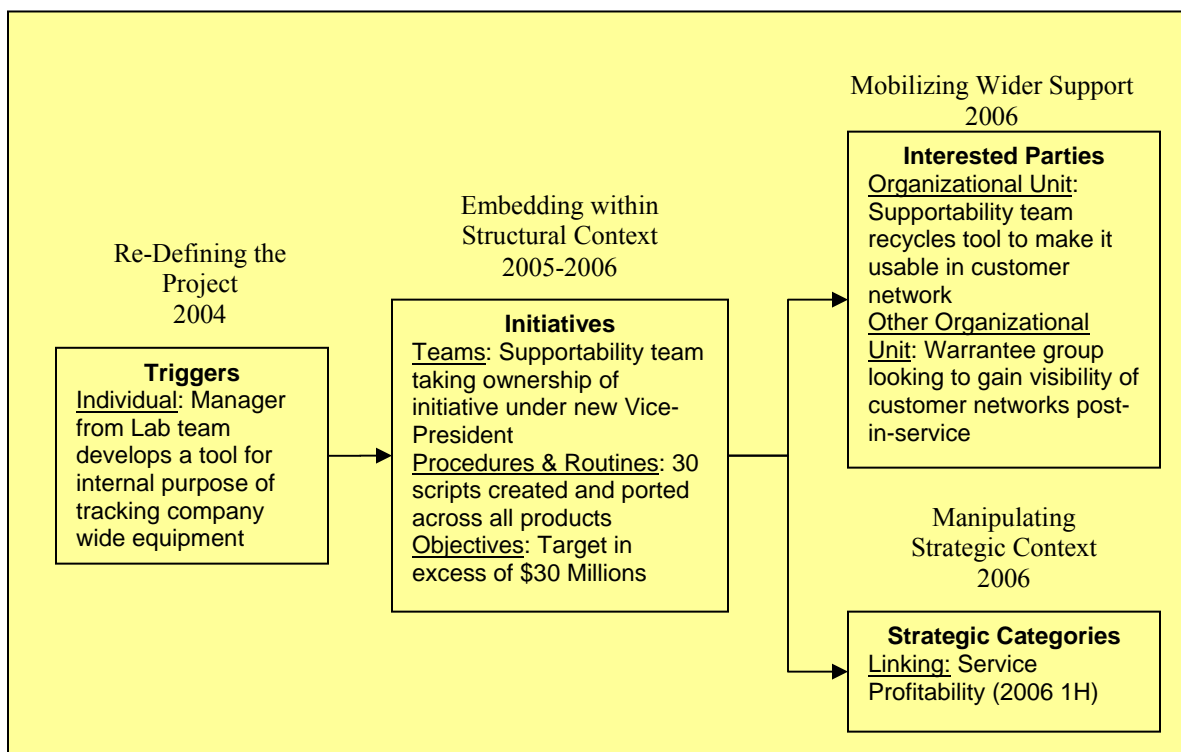 Re-Defining the
Project
2004
Triggers
Individual: Manager
from Lab team
develops a tool for
internal purpose of
tracking company
wide equipment
Embedding within
Structural Context
2005-2006
Initiatives
Teams: Supportability team
taking ownership of
initiative under new Vice-
President
Procedures & Routines: 30
scripts created and ported
across all products
Objectives: Target in
excess of $30 Millions
Mobilizing Wider Support
2006
Interested Parties
Organizational Unit:
Supportability team
recycles tool to make it
usable in customer
network
Other Organizational
Unit: Warrantee group
looking to gain visibility of
customer networks post-
in-service
Manipulating
Strategic Context
2006
Strategic Categories
Linking: Service
Profitability (2006 1H)